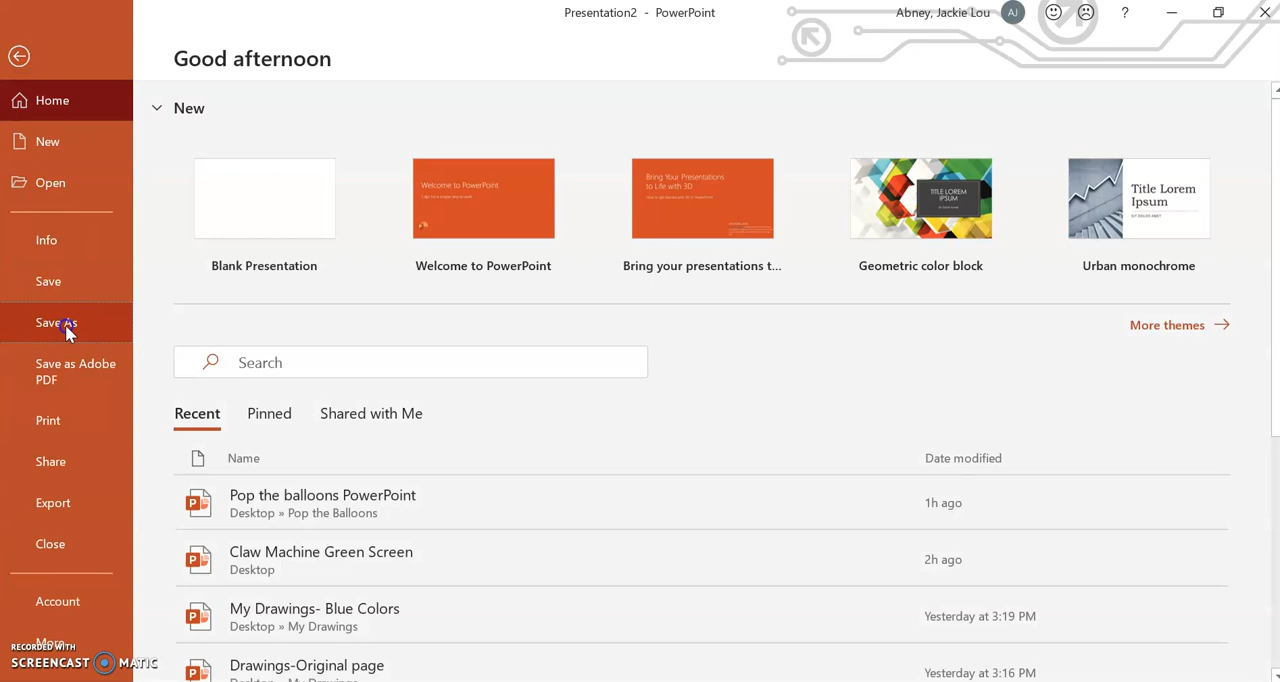 Presentation2 - PowerPoint
Abney, Jackie Lou
AJ
?
Good afternoon
Home
New
Open
Info
Save
Save As
Save as Adobe
PDF
Print
Share
Export
Close
Account
More
RECORDED WITH
SCREENCAST MATIC
New
Welcome to PowerPoint
Bring Your Presentations
to Life with 3D
TITLE LOREM
IPSUM
Title Lorem
Ipsum
Blank Presentation
Welcome to PowerPoint
Bring your presentations t...
Geometric color block
Urban monochrome
More themes
Search
Recent Pinned Shared with Me
Name Date modified
Pop the balloons PowerPoint
Desktop » Pop the Balloons
1h ago
Claw Machine Green Screen
Desktop
2h ago
My Drawings- Blue Colors
Desktop » My Drawings
Yesterday at 3:19 PM
Drawings-Original page
Desktop » My Drawings
Yesterday at 3:16 PM